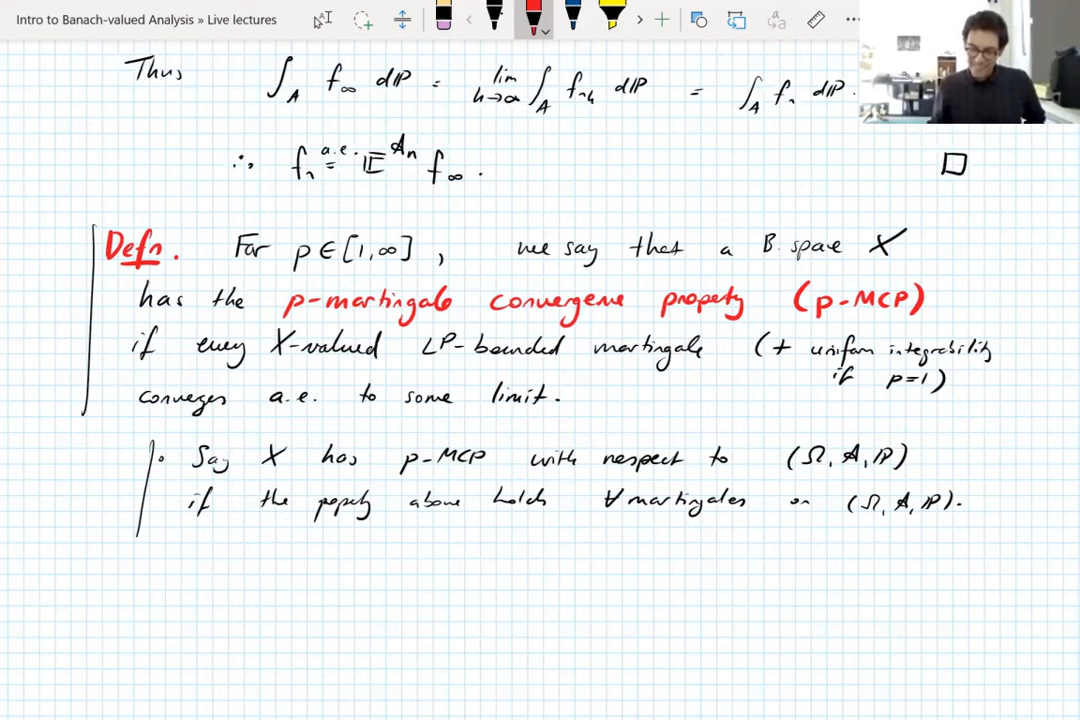 Intro to Banach-valued Analysis » Live lectures
Thus ∫_A f_∞ dℙ = lim_{k→∞} ∫_A f_{n_k} dℙ = ∫_A f_n dℙ.
∴ f_n a.e.= 𝔼^{𝒜_n} f_∞. □
Defn. For p ∈ [1,∞], we say that a B. space X
has the p-martingale convergence property (p-MCP)
if every X-valued L^p-bounded martingale (+ uniform integrability
if p=1)
converges a.e. to some limit.
• Say X has p-MCP with respect to (Ω, 𝒜, ℙ)
if the property above holds ∀ martingales on (Ω, 𝒜, ℙ).